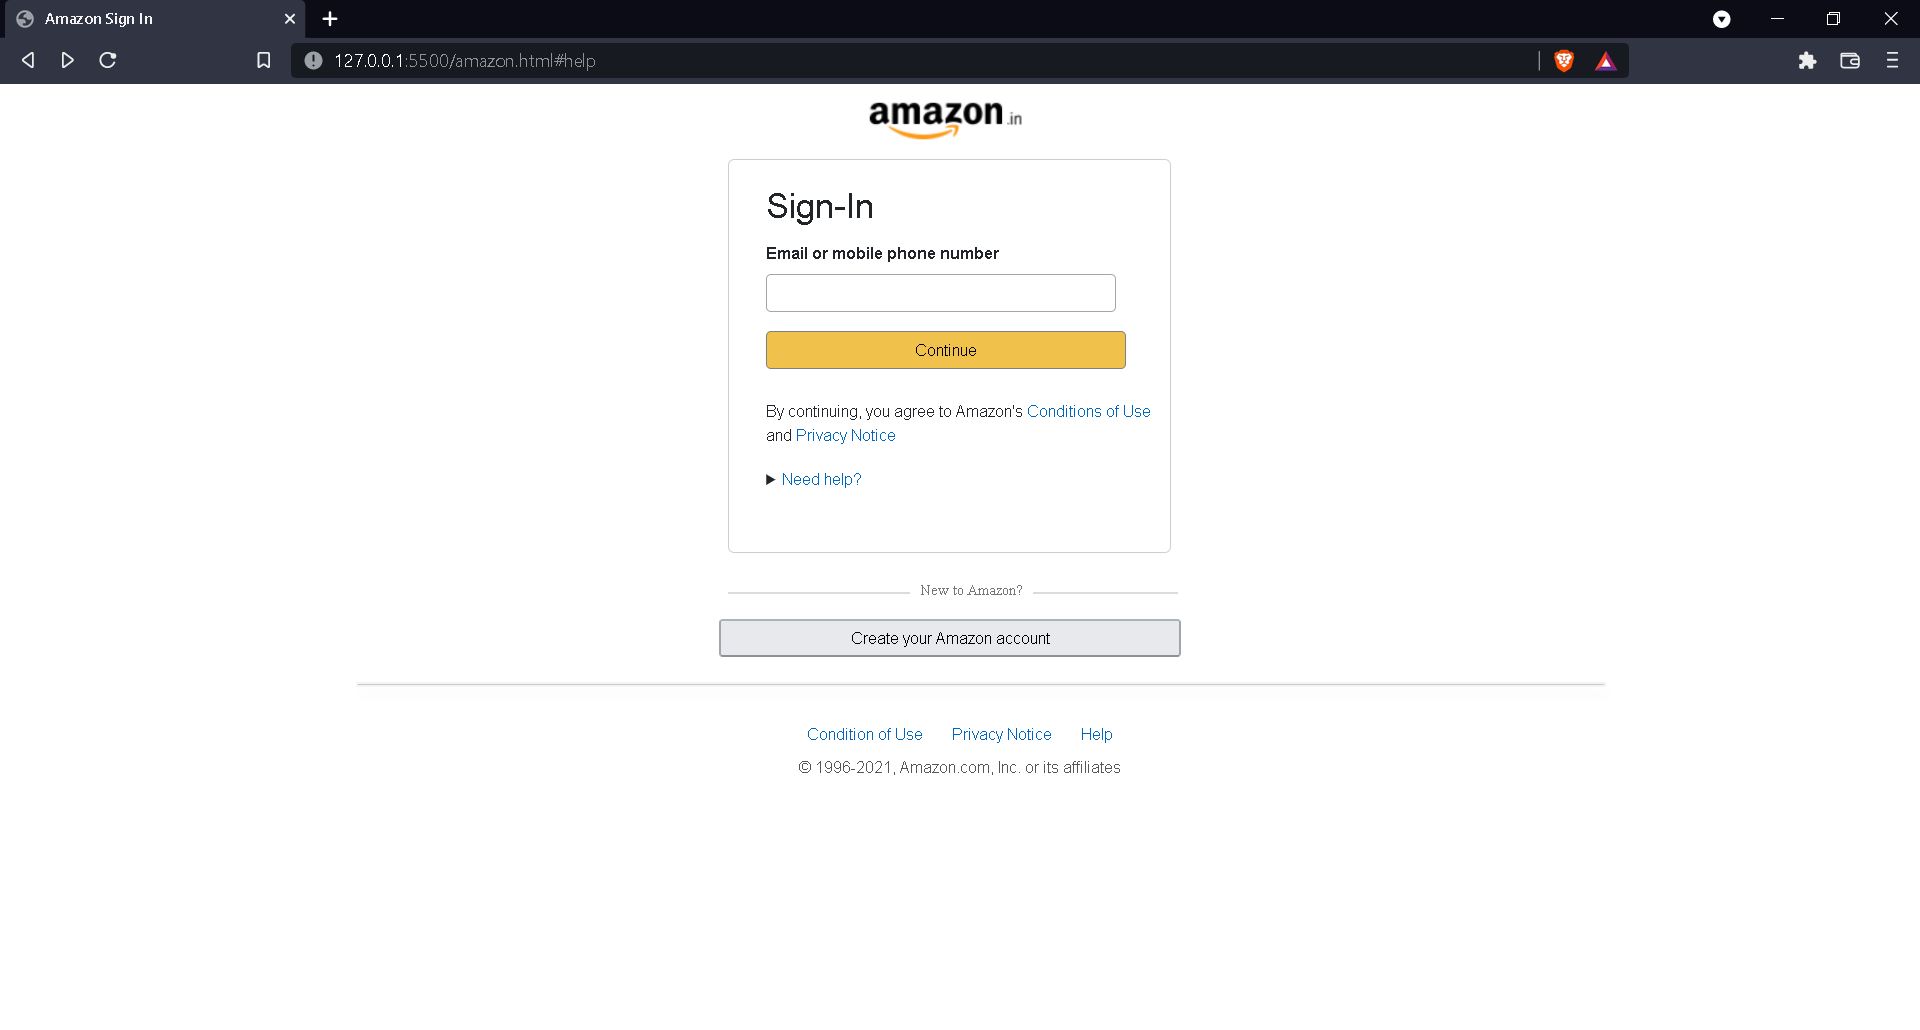 Amazon Sign In
127.0.0.1:5500/amazon.html#help
amazon.in
Sign-In
Email or mobile phone number
Continue
By continuing, you agree to Amazon's Conditions of Use
and Privacy Notice
Need help?
New to Amazon?
Create your Amazon account
Condition of Use Privacy Notice Help
© 1996-2021, Amazon.com, Inc. or its affiliates